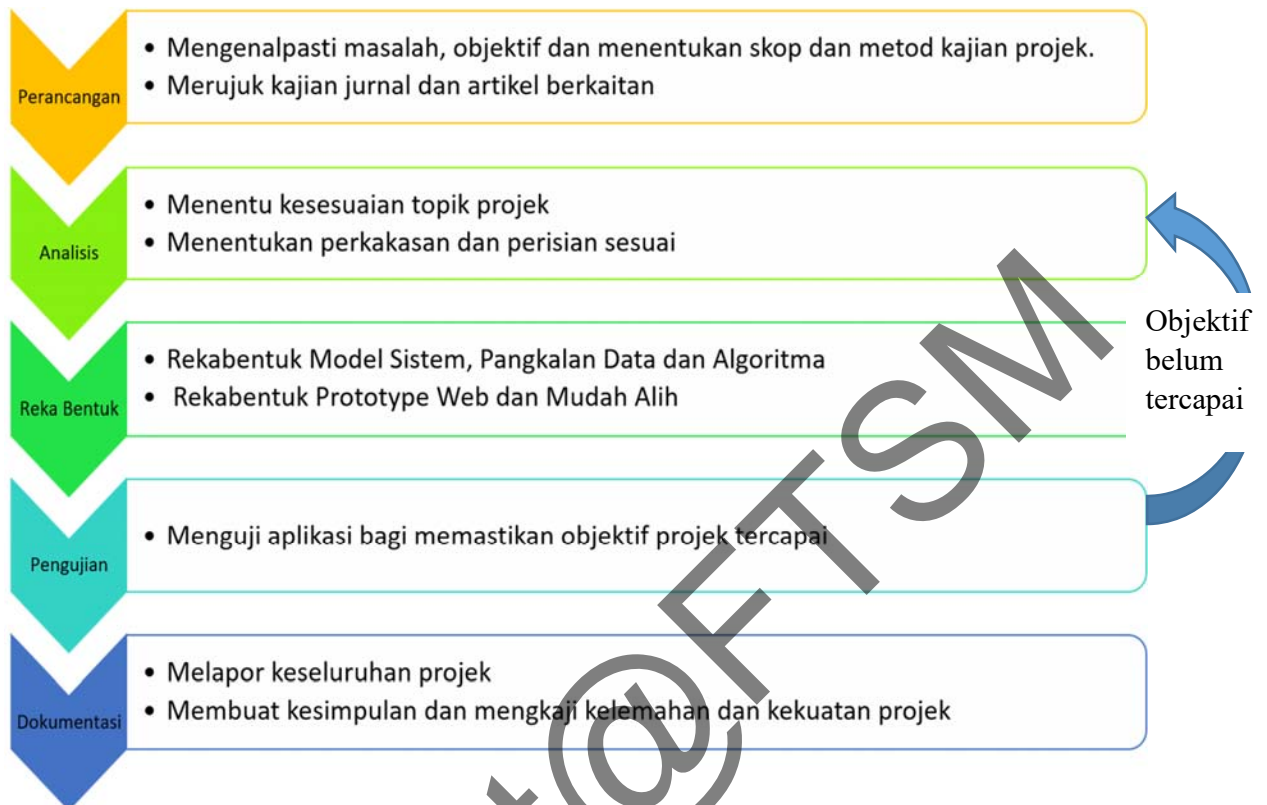 Perancangan
• Mengenalpasti masalah, objektif dan menentukan skop dan metod kajian projek.
• Merujuk kajian jurnal dan artikel berkaitan
Analisis
• Menentu kesesuaian topik projek
• Menentukan perkakasan dan perisian sesuai
Reka Bentuk
• Rekabentuk Model Sistem, Pangkalan Data dan Algoritma
• Rekabentuk Prototype Web dan Mudah Alih
Objektif
belum
tercapai
Pengujian
• Menguji aplikasi bagi memastikan objektif projek tercapai
Dokumentasi
• Melapor keseluruhan projek
• Membuat kesimpulan dan mengkaji kelemahan dan kekuatan projek
t@FTSM